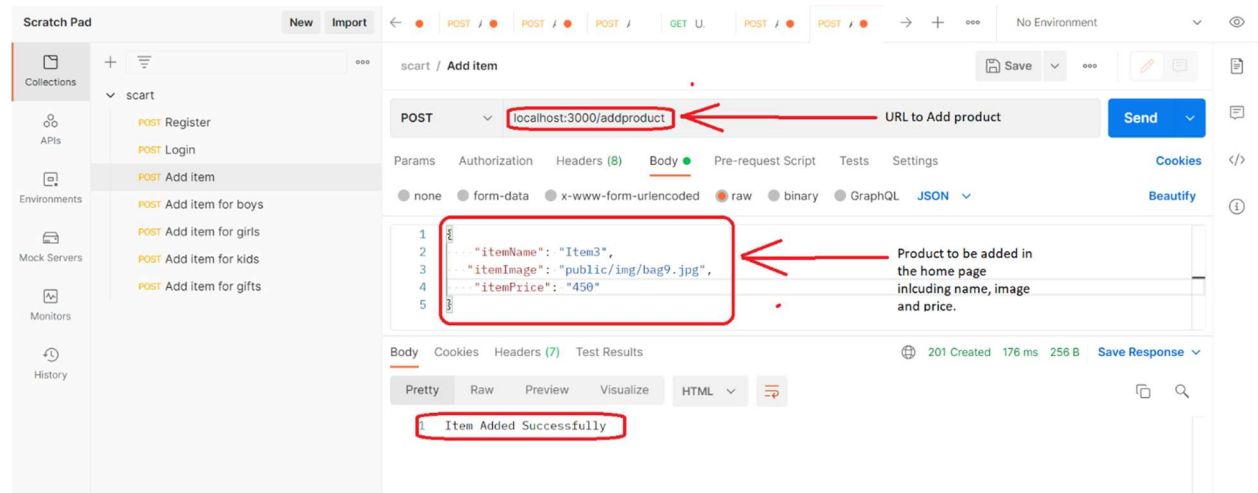 Scratch Pad
New Import
POST
POST
POST
GET U.
POST
POST
No Environment
Collections
APIs
Environments
Mock Servers
Monitors
History
scart
POST Register
POST Login
POST Add item
POST Add item for boys
POST Add item for girls
POST Add item for kids
POST Add item for gifts
scart / Add item
Save
POST localhost:3000/addproduct
URL to Add product
Send
Params Authorization Headers (8) Body Pre-request Script Tests Settings
Cookies
none form-data x-www-form-urlencoded raw binary GraphQL JSON
Beautify
1 {
2 "itemName": "Item3",
3 "itemImage": "public/img/bag9.jpg",
4 "itemPrice": "450"
5 }
Product to be added in
the home page
inlcuding name, image
and price.
Body Cookies Headers (7) Test Results
201 Created 176 ms 256 B Save Response
Pretty Raw Preview Visualize HTML
1 Item Added Successfully